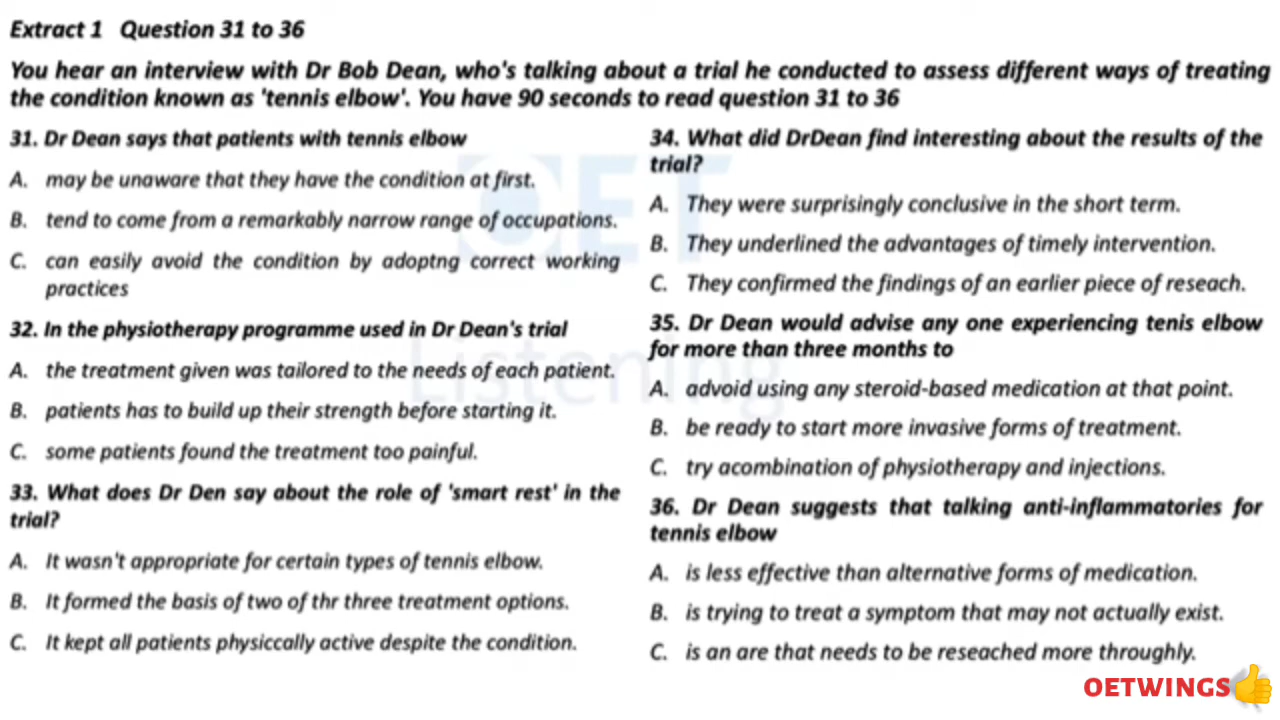 Extract 1 Question 31 to 36
You hear an interview with Dr Bob Dean, who's talking about a trial he conducted to assess different ways of treating
the condition known as 'tennis elbow'. You have 90 seconds to read question 31 to 36
31. Dr Dean says that patients with tennis elbow
A. may be unaware that they have the condition at first.
B. tend to come from a remarkably narrow range of occupations.
C. can easily avoid the condition by adoptng correct working
practices
32. In the physiotherapy programme used in Dr Dean's trial
A. the treatment given was tailored to the needs of each patient.
B. patients has to build up their strength before starting it.
C. some patients found the treatment too painful.
33. What does Dr Den say about the role of 'smart rest' in the
trial?
A. It wasn't appropriate for certain types of tennis elbow.
B. It formed the basis of two of thr three treatment options.
C. It kept all patients physiccally active despite the condition.
34. What did DrDean find interesting about the results of the
trial?
A. They were surprisingly conclusive in the short term.
B. They underlined the advantages of timely intervention.
C. They confirmed the findings of an earlier piece of reseach.
35. Dr Dean would advise any one experiencing tenis elbow
for more than three months to
A. advoid using any steroid-based medication at that point.
B. be ready to start more invasive forms of treatment.
C. try acombination of physiotherapy and injections.
36. Dr Dean suggests that talking anti-inflammatories for
tennis elbow
A. is less effective than alternative forms of medication.
B. is trying to treat a symptom that may not actually exist.
C. is an are that needs to be reseached more throughly.
OET
Listening
OETWINGS